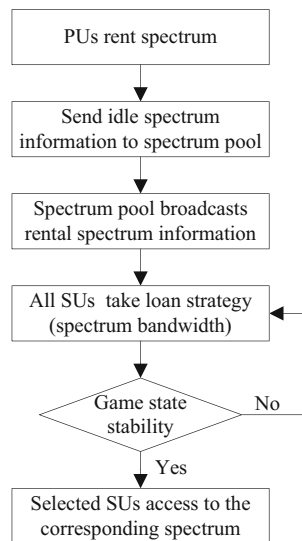 PUs rent spectrum
Send idle spectrum
information to spectrum pool
Spectrum pool broadcasts
rental spectrum information
All SUs take loan strategy
(spectrum bandwidth)
Game state
stability
No
Yes
Selected SUs access to the
corresponding spectrum